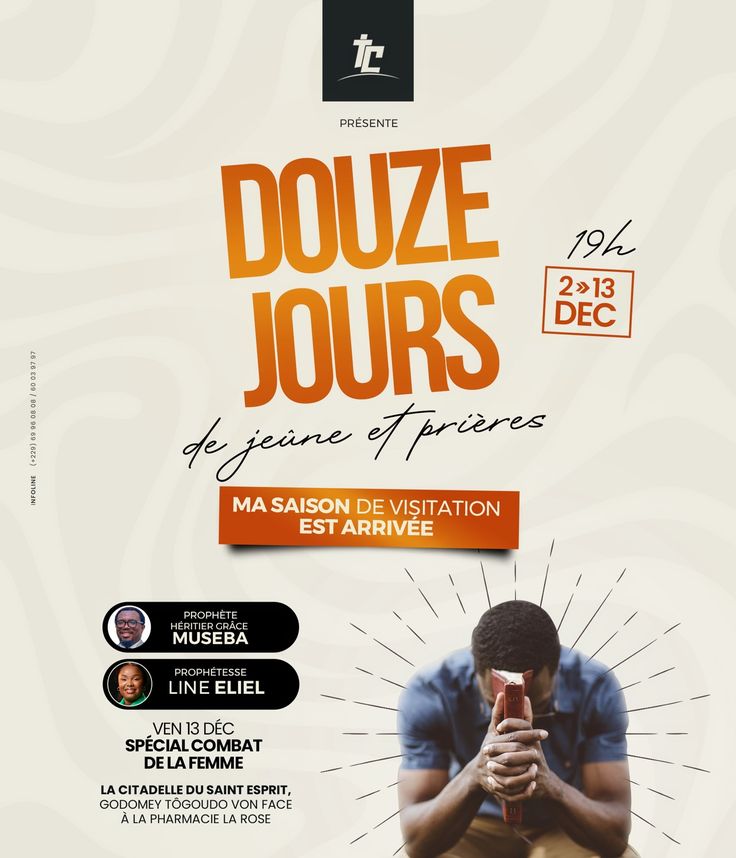 TC
PRÉSENTE
DOUZE
JOURS
de jeûne et prières
19h
2»13
DEC
MA SAISON DE VISITATION
EST ARRIVÉE
INFOLINE (+229) 69 96 08 08 / 60 03 97 97
PROPHÈTE
HÉRITIER GRÂCE
MUSEBA
PROPHÉTESSE
LINE ELIEL
VEN 13 DÉC
SPÉCIAL COMBAT
DE LA FEMME
LA CITADELLE DU SAINT ESPRIT,
GODOMEY TÔGOUDO VON FACE
À LA PHARMACIE LA ROSE